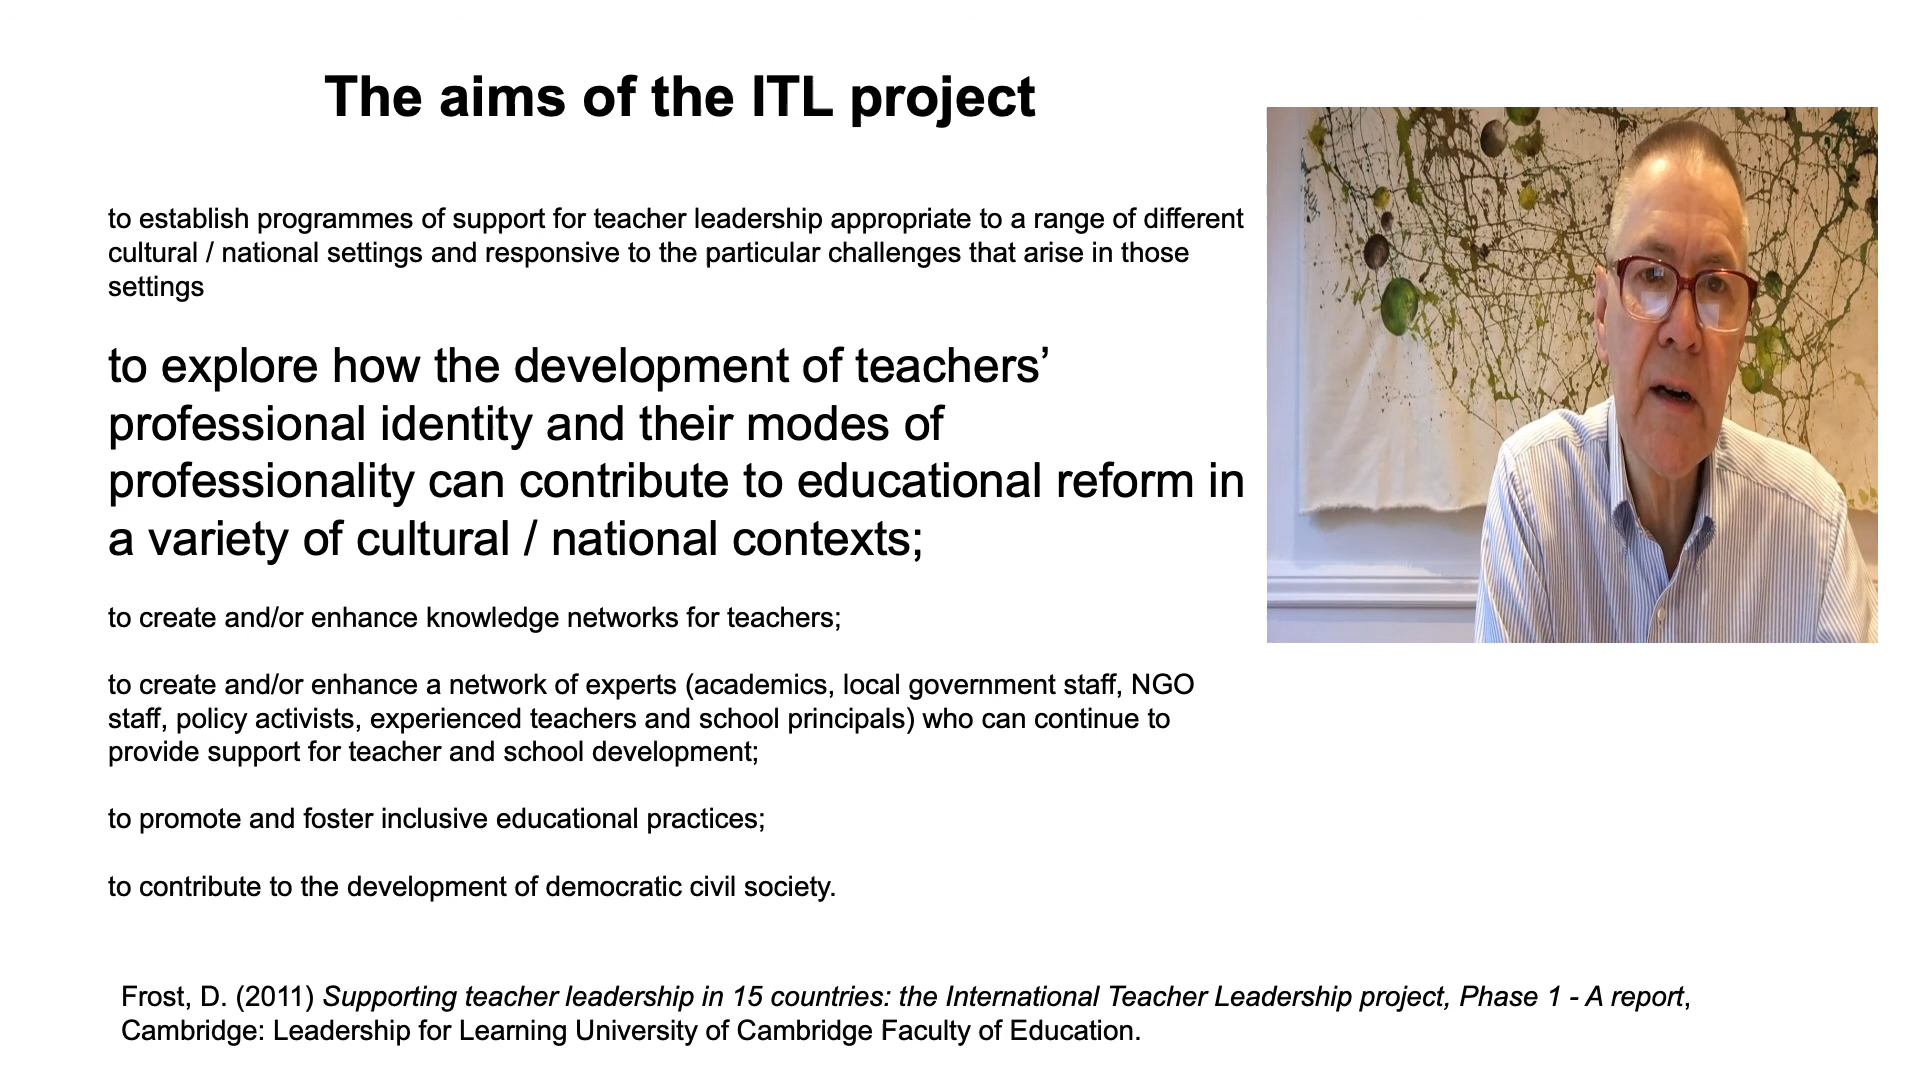 The aims of the ITL project
to establish programmes of support for teacher leadership appropriate to a range of different
cultural / national settings and responsive to the particular challenges that arise in those
settings
to explore how the development of teachers’
professional identity and their modes of
professionality can contribute to educational reform in
a variety of cultural / national contexts;
to create and/or enhance knowledge networks for teachers;
to create and/or enhance a network of experts (academics, local government staff, NGO
staff, policy activists, experienced teachers and school principals) who can continue to
provide support for teacher and school development;
to promote and foster inclusive educational practices;
to contribute to the development of democratic civil society.
Frost, D. (2011) Supporting teacher leadership in 15 countries: the International Teacher Leadership project, Phase 1 - A report,
Cambridge: Leadership for Learning University of Cambridge Faculty of Education.